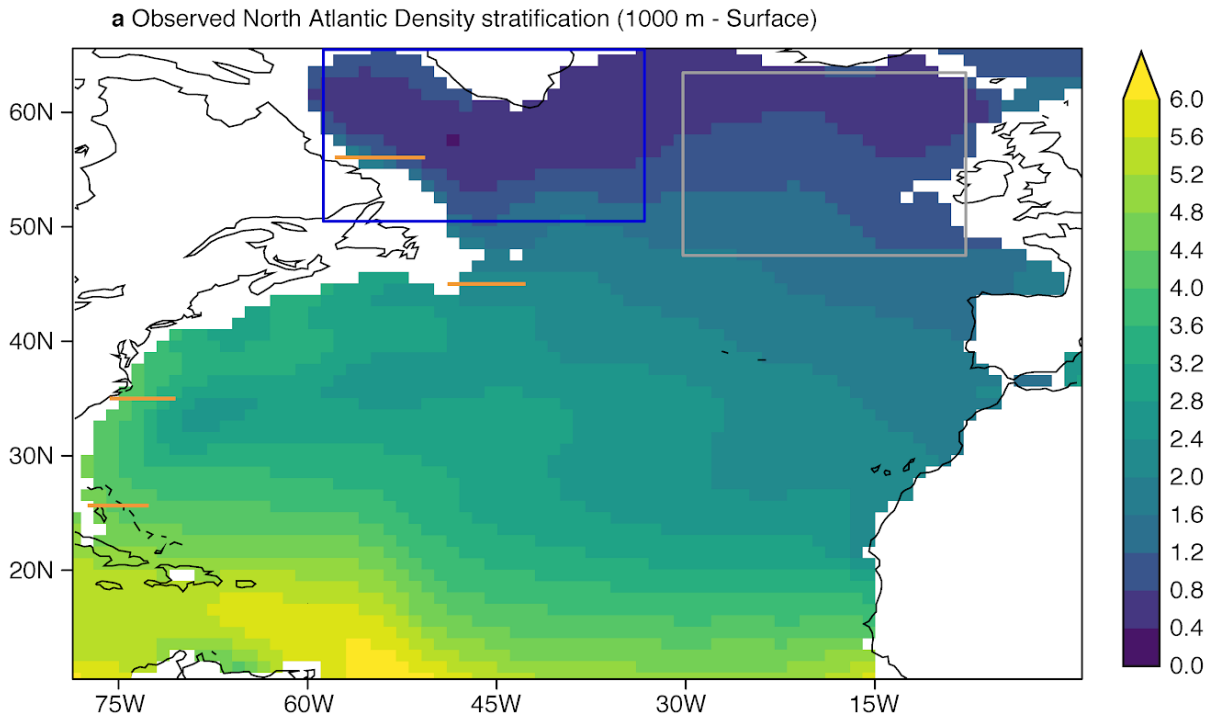 a Observed North Atlantic Density stratification (1000 m - Surface)
60N
50N
40N
30N
20N
75W
60W
45W
30W
15W
6.0
5.6
5.2
4.8
4.4
4.0
3.6
3.2
2.8
2.4
2.0
1.6
1.2
0.8
0.4
0.0